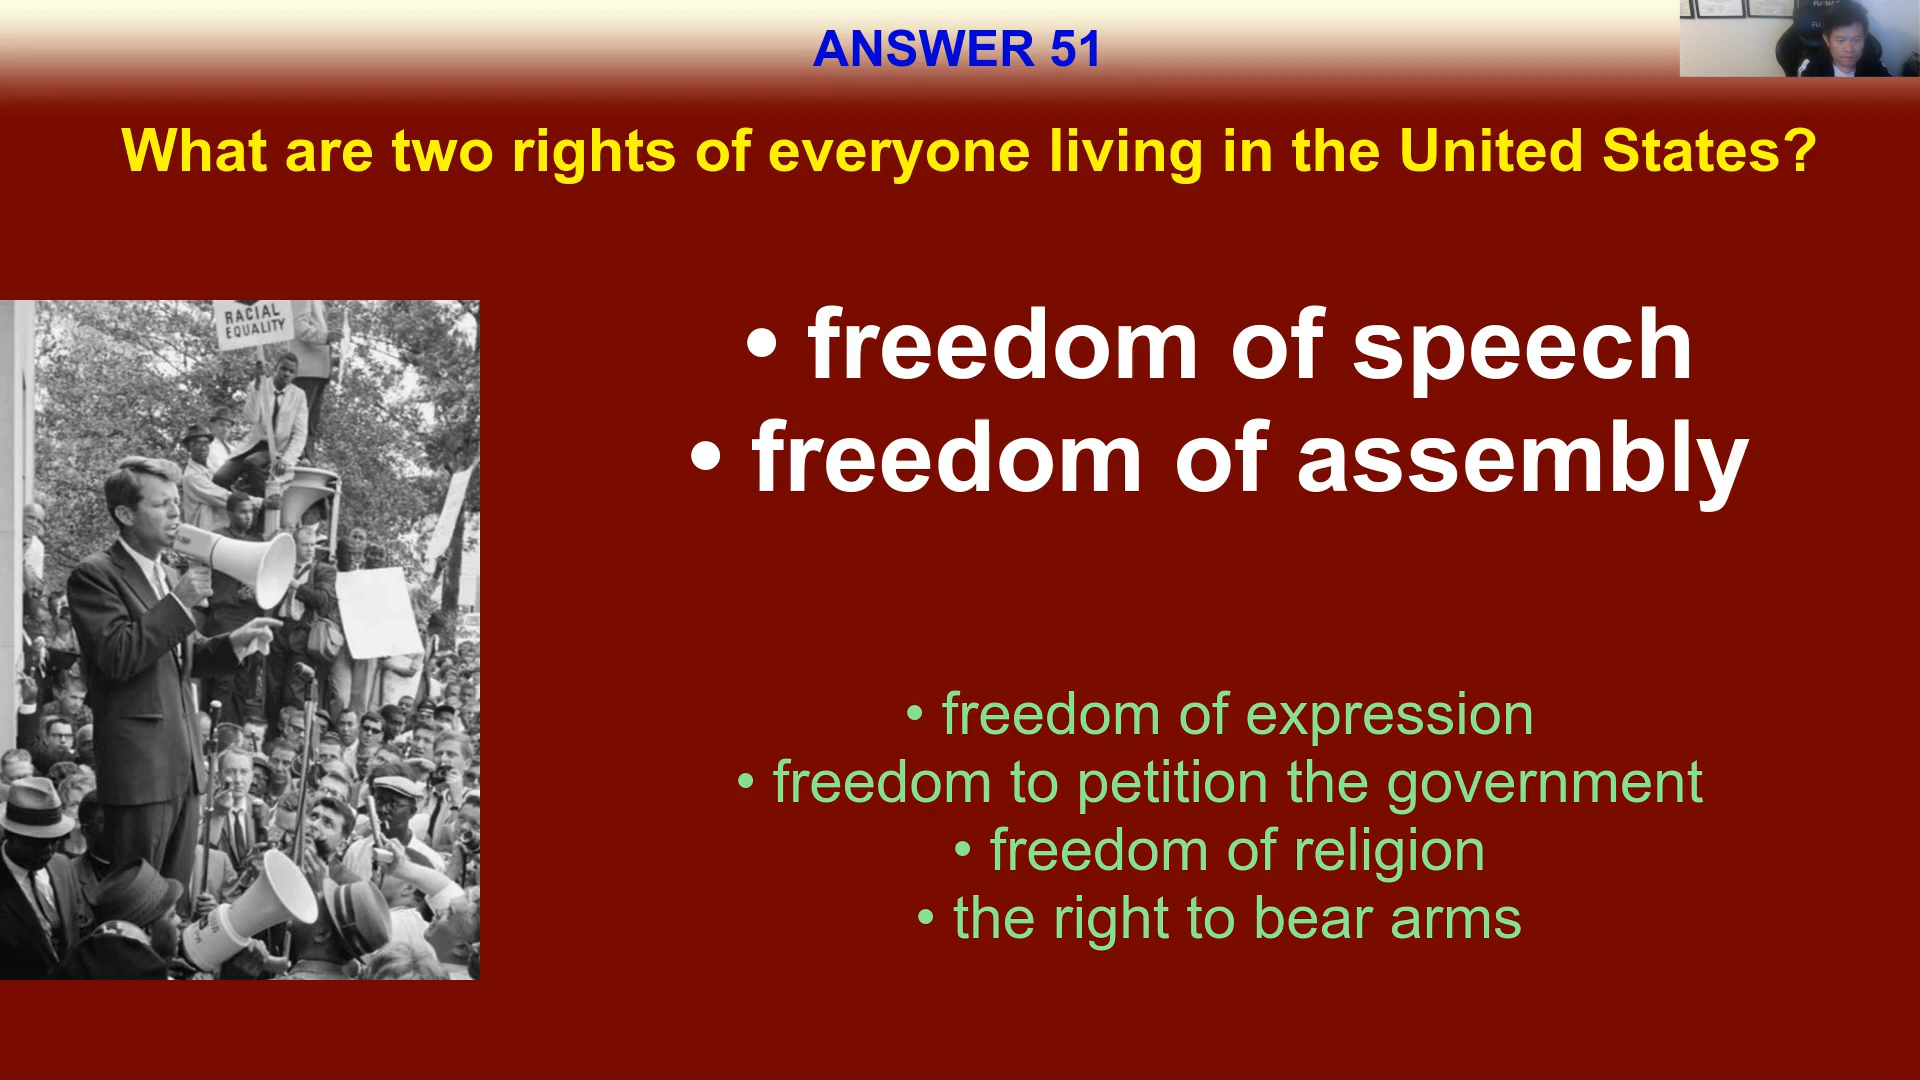 ANSWER 51
What are two rights of everyone living in the United States?
RACIAL
EQUALITY
• freedom of speech
• freedom of assembly
• freedom of expression
• freedom to petition the government
• freedom of religion
• the right to bear arms